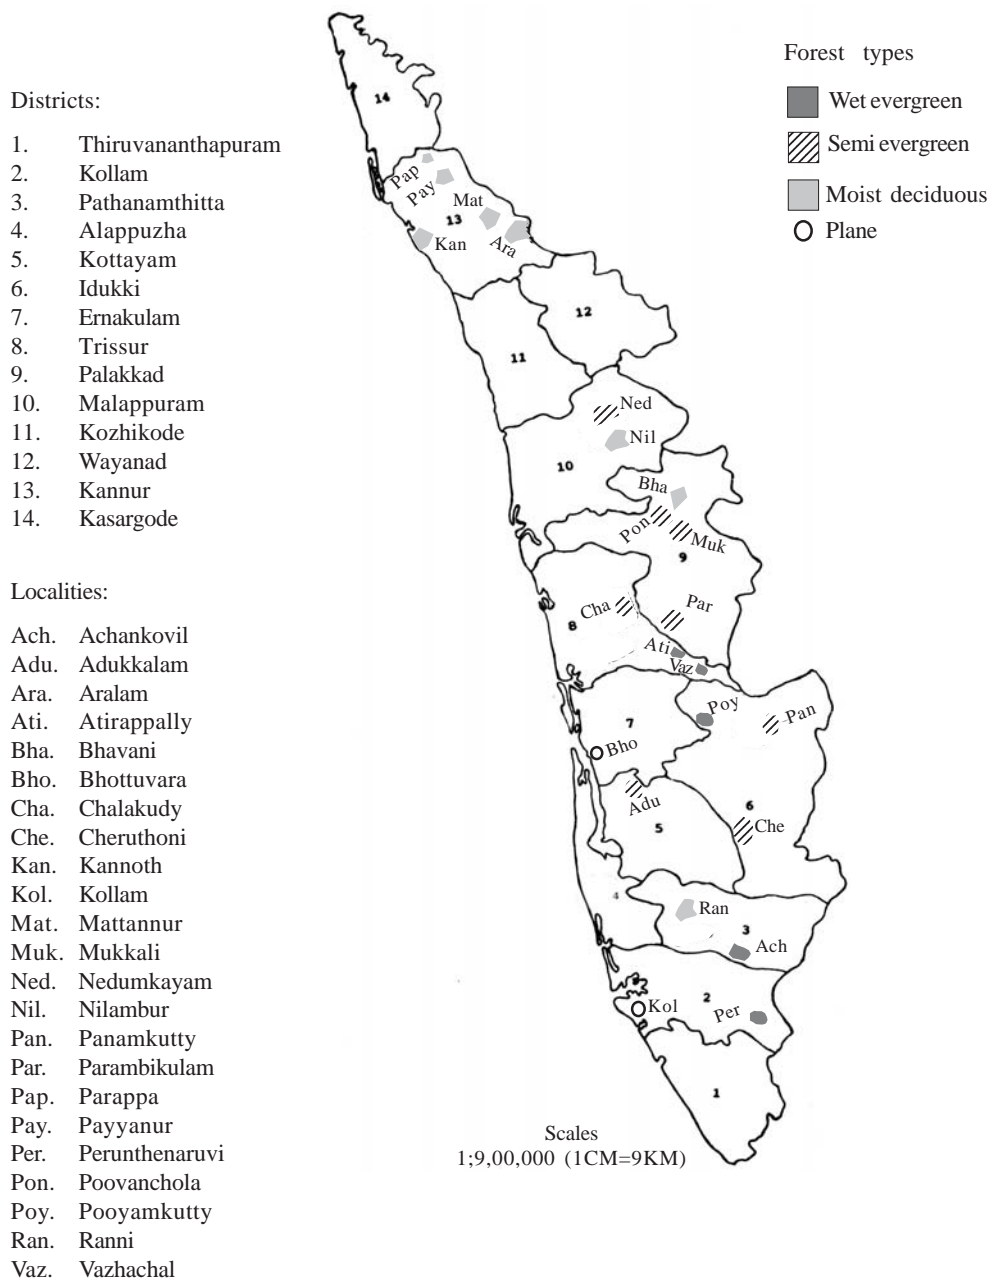 Districts:
1. Thiruvananthapuram
2. Kollam
3. Pathanamthitta
4. Alappuzha
5. Kottayam
6. Idukki
7. Ernakulam
8. Trissur
9. Palakkad
10. Malappuram
11. Kozhikode
12. Wayanad
13. Kannur
14. Kasargode
Localities:
Ach. Achankovil
Adu. Adukkalam
Ara. Aralam
Ati. Atirappally
Bha. Bhavani
Bho. Bhottuvara
Cha. Chalakudy
Che. Cheruthoni
Kan. Kannoth
Kol. Kollam
Mat. Mattannur
Muk. Mukkali
Ned. Nedumkayam
Nil. Nilambur
Pan. Panamkutty
Par. Parambikulam
Pap. Parappa
Pay. Payyanur
Per. Perunthenaruvi
Pon. Poovanchola
Poy. Pooyamkutty
Ran. Ranni
Vaz. Vazhachal
Forest types
Wet evergreen
Semi evergreen
Moist deciduous
Plane
14
Pap
Pay
Mat
13
Kan
Ara
12
11
Ned
Nil
10
Bha
Pon
Muk
9
Cha
Par
8
Ati
Vaz
Poy
Pan
7
Bho
Adu
6
Che
5
4
Ran
3
Ach
2
Kol
Per
1
Scales
1;9,00,000 (1CM=9KM)